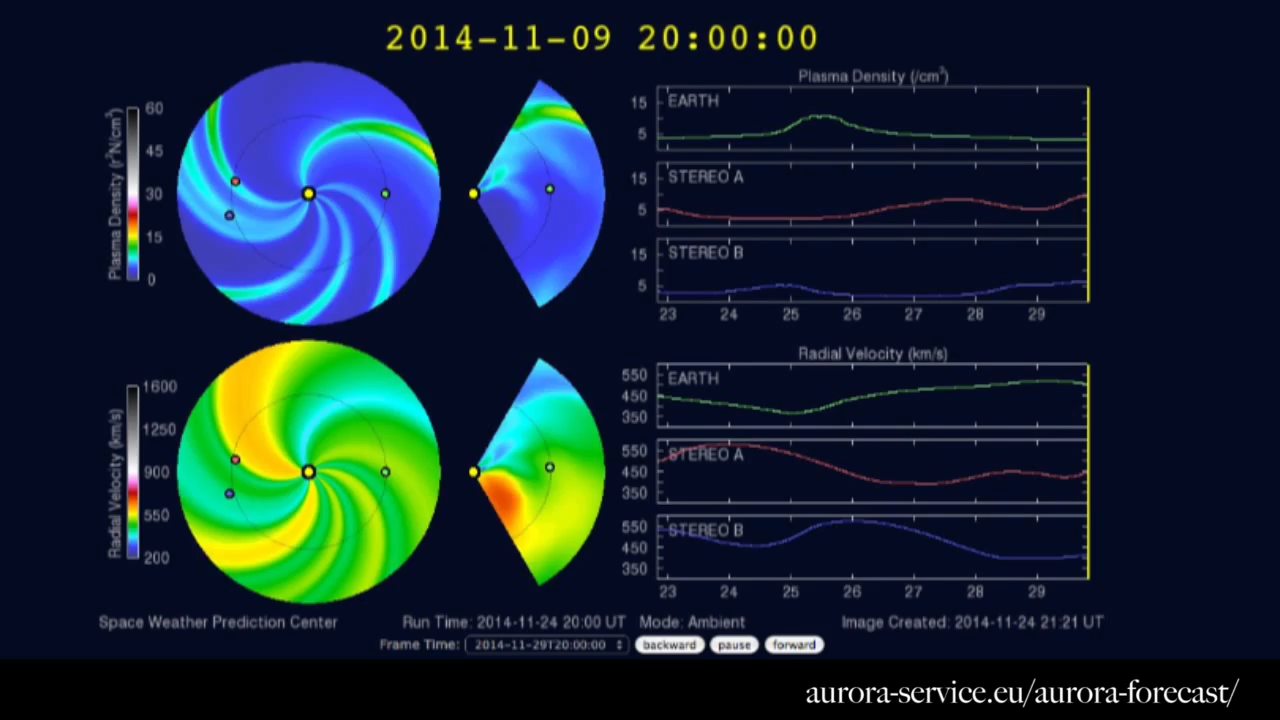 2014-11-09 20:00:00
Plasma Density (r²N/cm³)
60
45
30
15
0
Plasma Density (/cm³)
EARTH
15
5
STEREO A
15
5
STEREO B
15
5
23 24 25 26 27 28 29
Radial Velocity (km/s)
1600
1250
900
550
200
Radial Velocity (km/s)
EARTH
550
450
350
STEREO A
550
450
350
STEREO B
550
450
350
23 24 25 26 27 28 29
Space Weather Prediction Center Run Time: 2014-11-24 20:00 UT Mode: Ambient Image Created: 2014-11-24 21:21 UT
Frame Time: 2014-11-29T20:00:00 backward pause forward
aurora-service.eu/aurora-forecast/